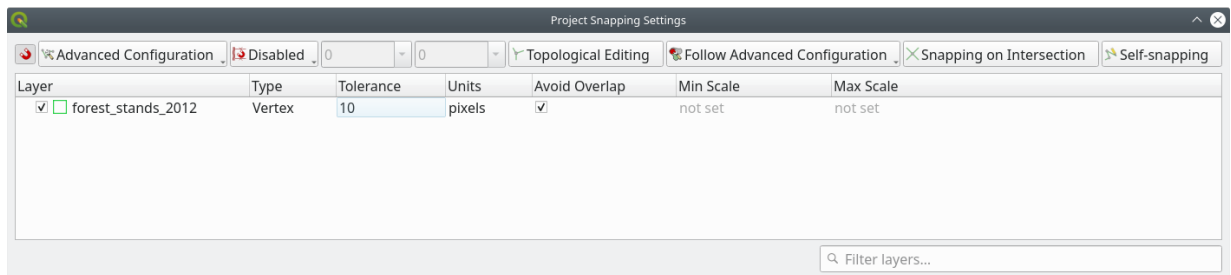 Project Snapping Settings
Advanced Configuration Disabled 0 0 Topological Editing Follow Advanced Configuration Snapping on Intersection Self-snapping
Layer Type Tolerance Units Avoid Overlap Min Scale Max Scale
forest_stands_2012 Vertex 10 pixels not set not set
Filter layers...